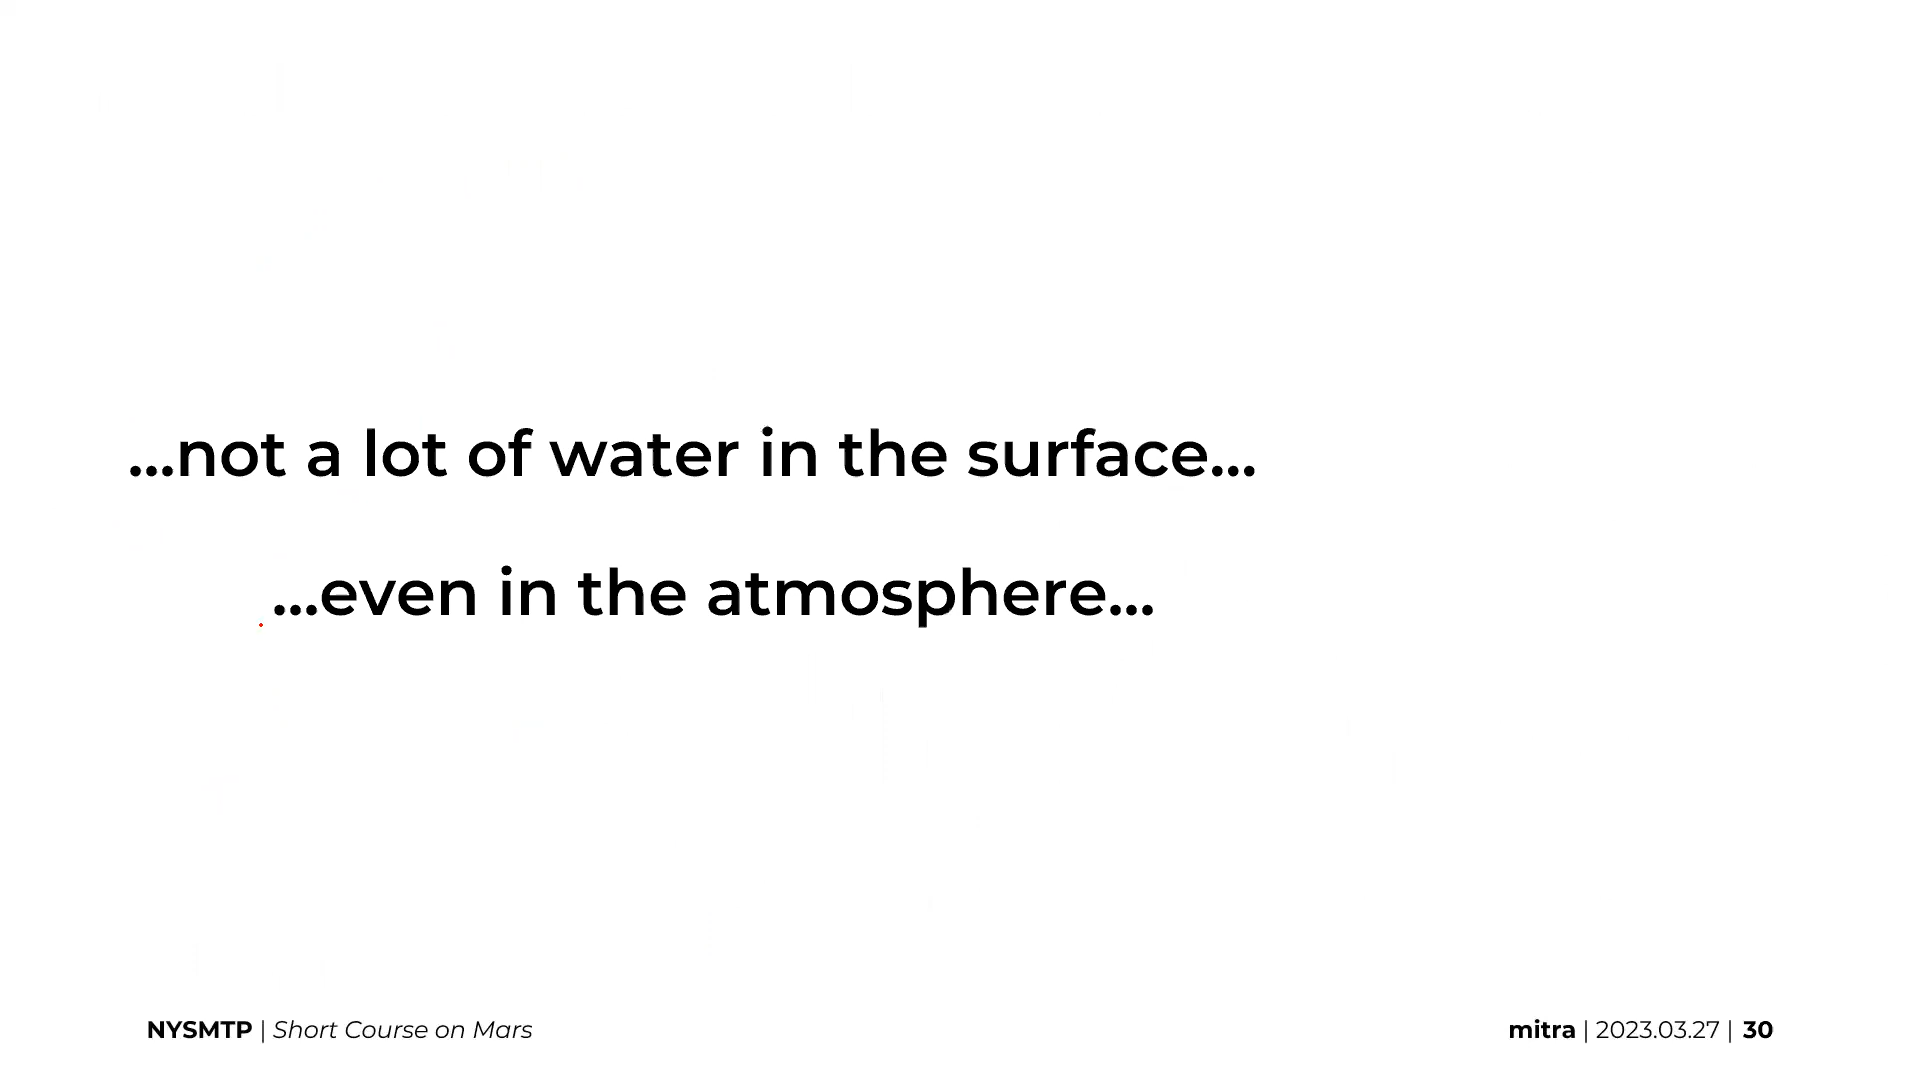 ...not a lot of water in the surface...
...even in the atmosphere...
NYSMTP | Short Course on Mars
mitra | 2023.03.27 | 30